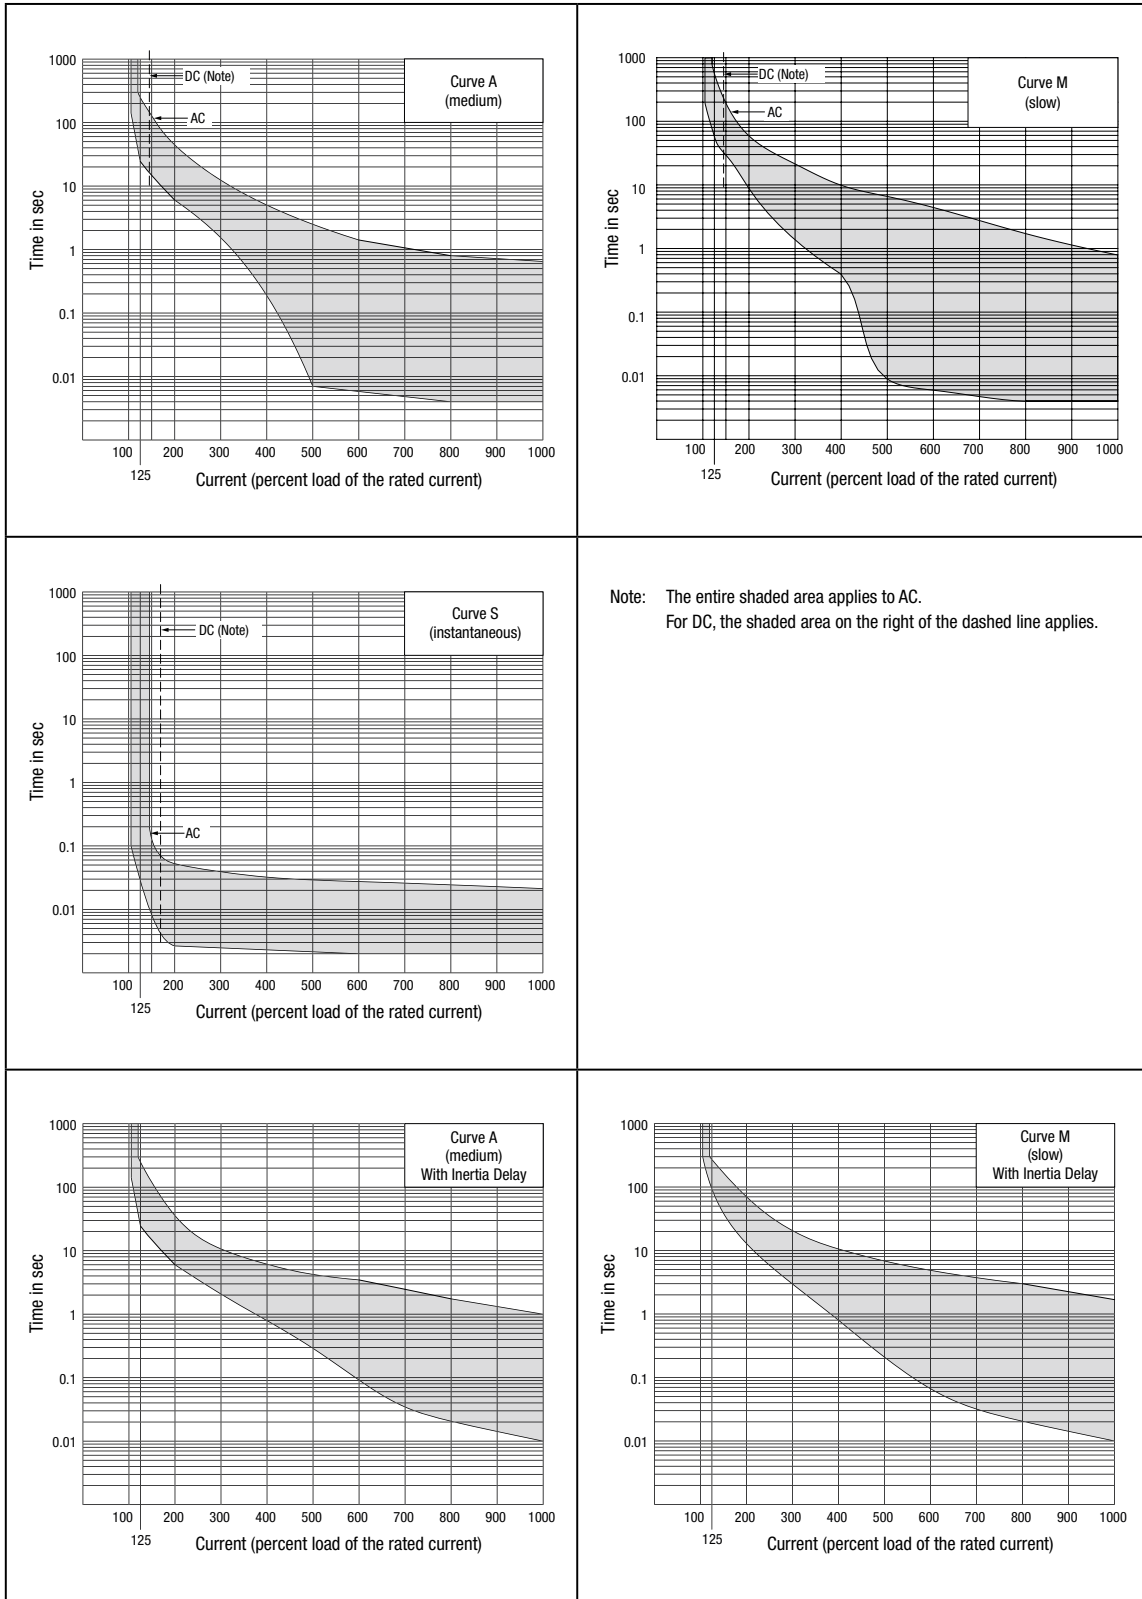 Curve A
(medium)
DC (Note)
AC
1000
100
10
1
0.1
0.01
Time in sec
100 200 300 400 500 600 700 800 900 1000
125
Current (percent load of the rated current)
Curve M
(slow)
DC (Note)
AC
1000
100
10
1
0.1
0.01
Time in sec
100 200 300 400 500 600 700 800 900 1000
125
Current (percent load of the rated current)
Curve S
(instantaneous)
DC (Note)
AC
1000
100
10
1
0.1
0.01
Time in sec
100 200 300 400 500 600 700 800 900 1000
125
Current (percent load of the rated current)
Note: The entire shaded area applies to AC.
For DC, the shaded area on the right of the dashed line applies.
Curve A
(medium)
With Inertia Delay
1000
100
10
1
0.1
0.01
Time in sec
100 200 300 400 500 600 700 800 900 1000
125
Current (percent load of the rated current)
Curve M
(slow)
With Inertia Delay
1000
100
10
1
0.1
0.01
Time in sec
100 200 300 400 500 600 700 800 900 1000
125
Current (percent load of the rated current)